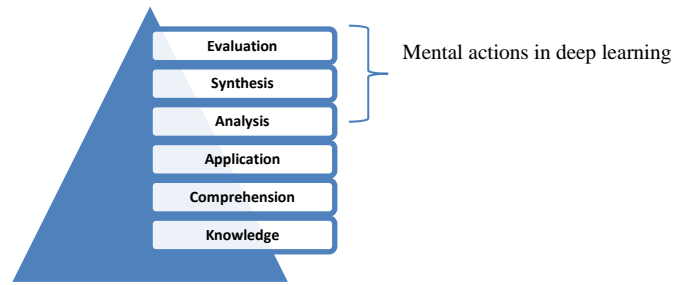 Evaluation
Mental actions in deep learning
Synthesis
Analysis
Application
Comprehension
Knowledge